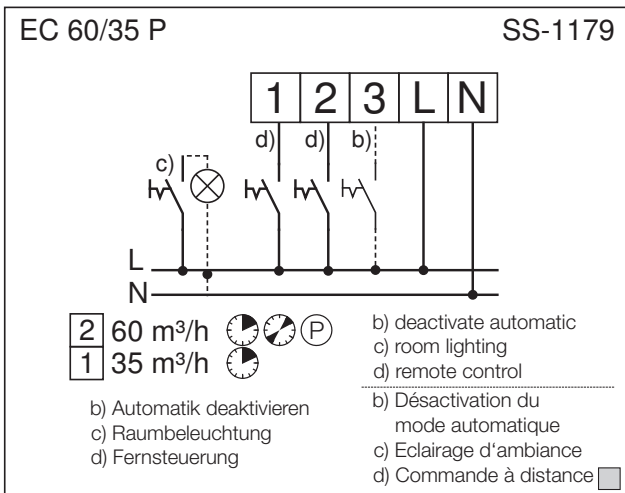 EC 60/35 P SS-1179
1 2 3 L N
d) d) b)
c)
L
N
2 60 m³/h P
1 35 m³/h
b) Automatik deaktivieren
c) Raumbeleuchtung
d) Fernsteuerung
b) deactivate automatic
c) room lighting
d) remote control
b) Désactivation du
mode automatique
c) Eclairage d'ambiance
d) Commande à distance